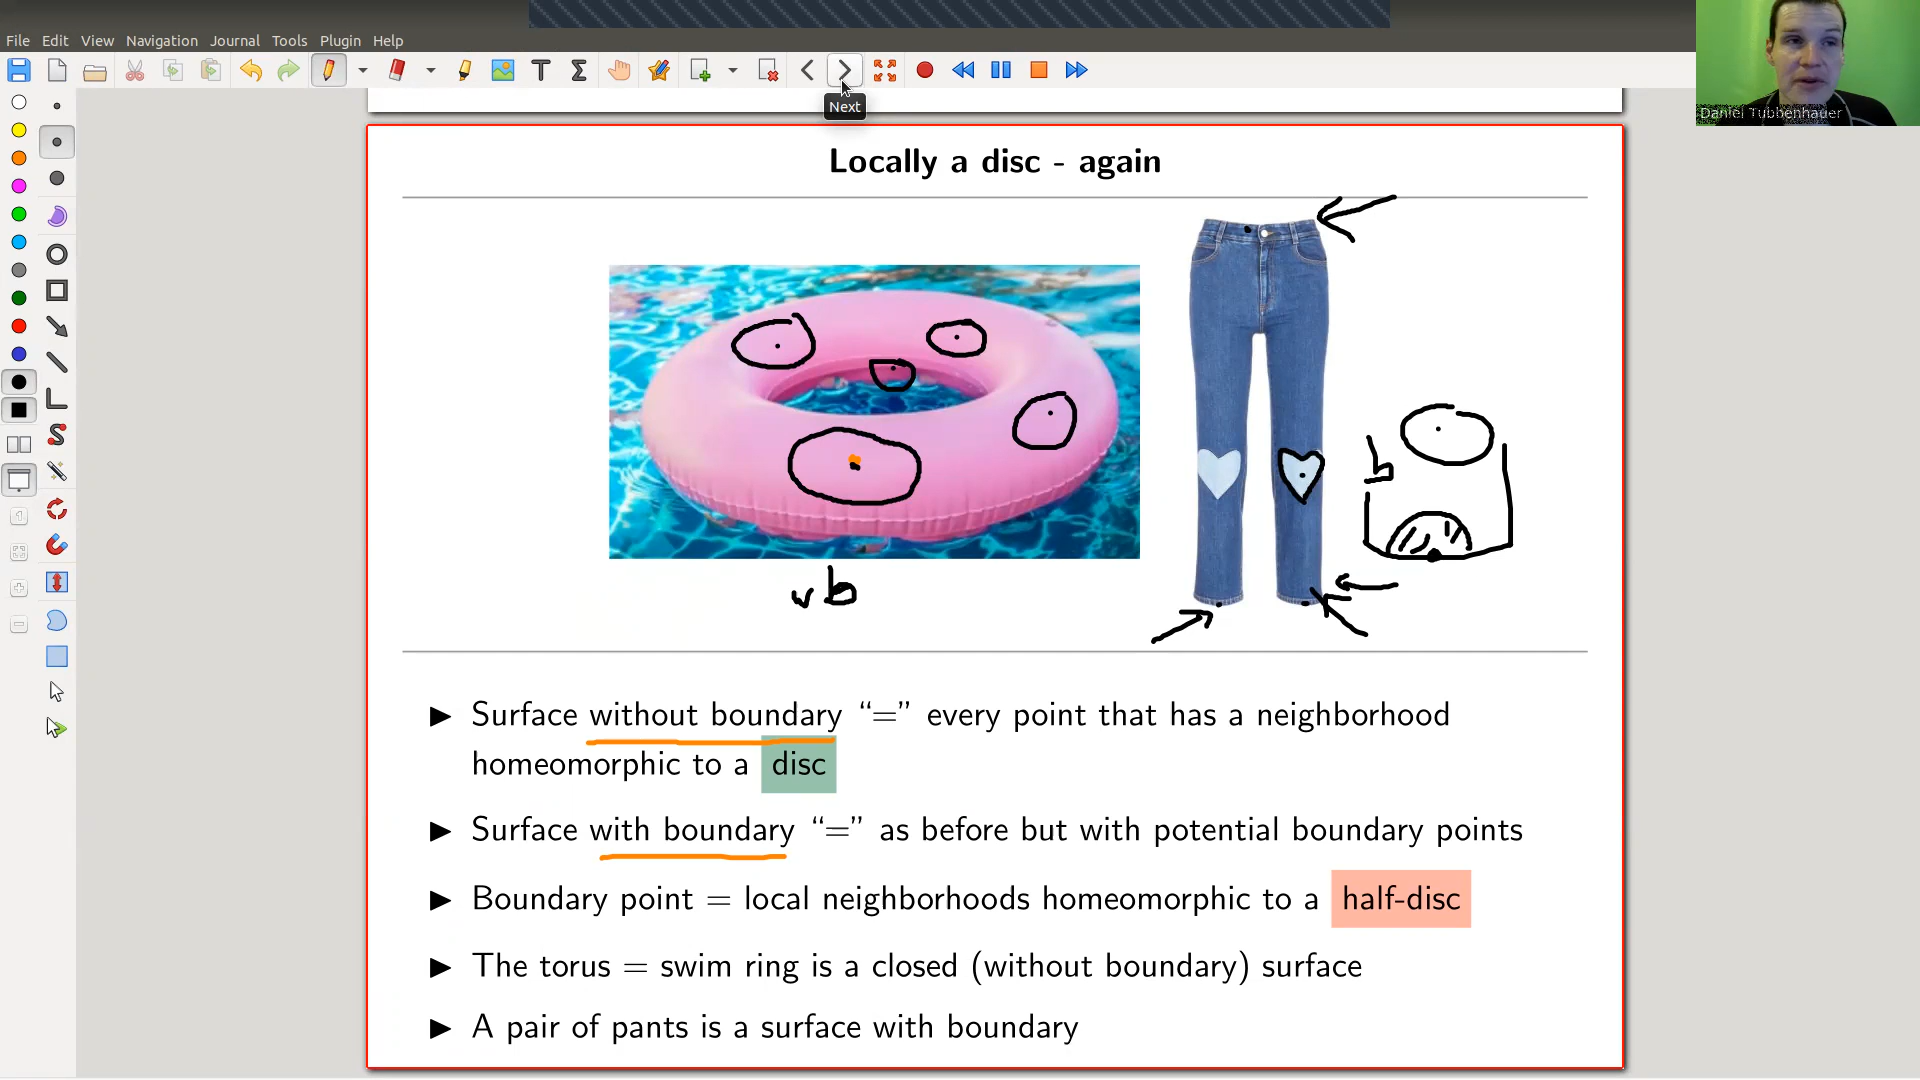 File Edit View Navigation Journal Tools Plugin Help
Next
Daniel Tubbenhauer
Locally a disc - again
b
wb
▶ Surface without boundary “=” every point that has a neighborhood
homeomorphic to a disc
▶ Surface with boundary “=” as before but with potential boundary points
▶ Boundary point = local neighborhoods homeomorphic to a half-disc
▶ The torus = swim ring is a closed (without boundary) surface
▶ A pair of pants is a surface with boundary